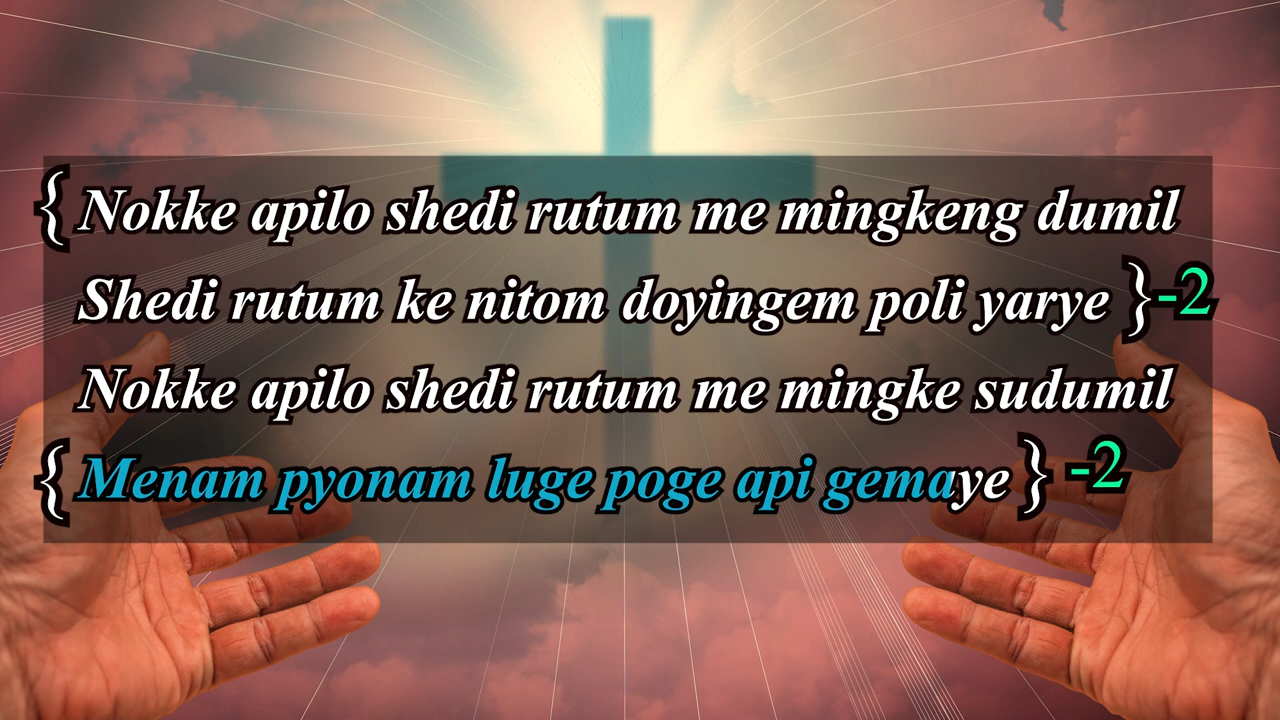 { Nokke apilo shedi rutum me mingkeng dumil
Shedi rutum ke nitom doyingem poli yarye }-2
Nokke apilo shedi rutum me mingke sudumil
{ Menam pyonam luge poge api gemaye } -2